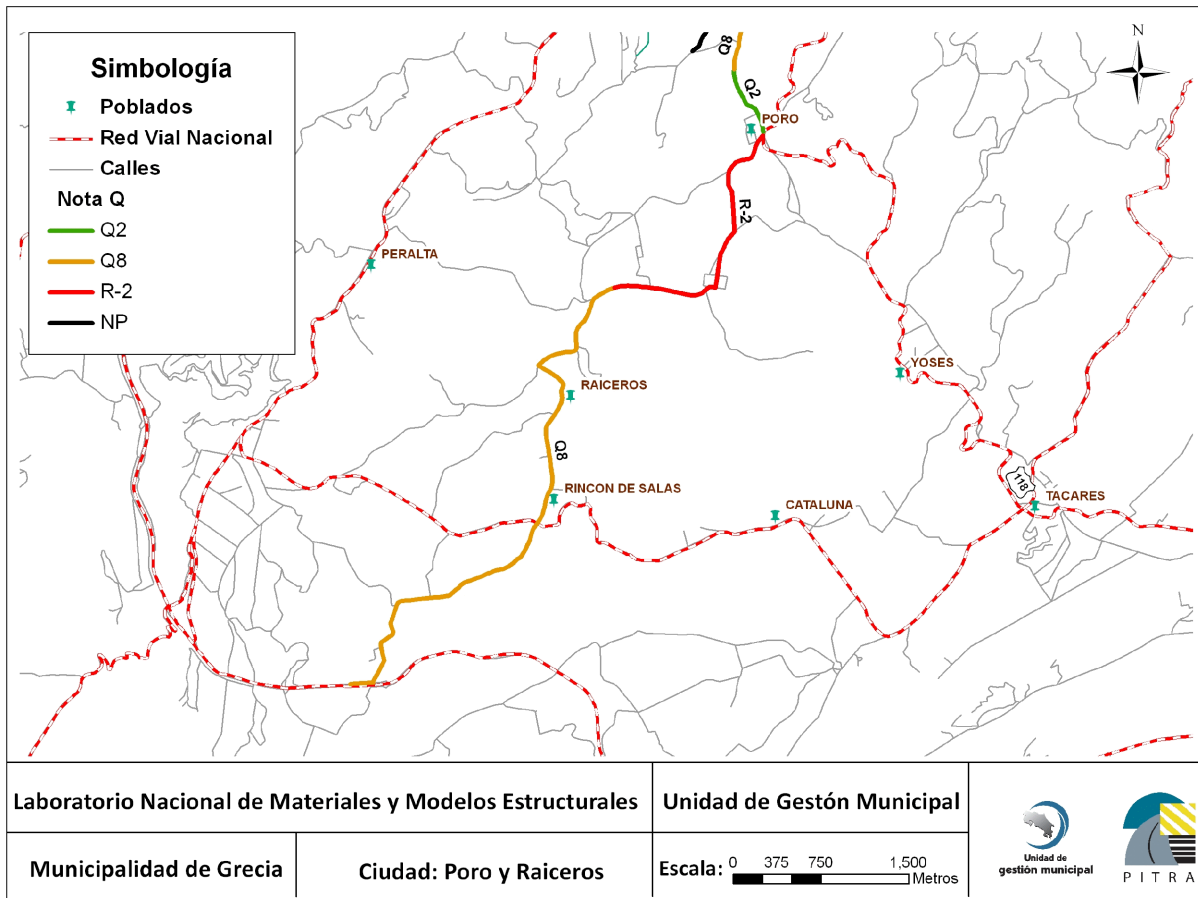 Simbología
Poblados
Red Vial Nacional
Calles
Nota Q
Q2
Q8
R-2
NP
N
Q8
Q2
PORO
R-2
PERALTA
YOSES
RAICEROS
Q8
RINCON DE SALAS
CATALUNA
118
TACARES
Laboratorio Nacional de Materiales y Modelos Estructurales
Unidad de Gestón Municipal
Municipalidad de Grecia
Ciudad: Poro y Raiceros
Escala:
0 375 750 1,500
Metros
Unidad de
gestión municipal
PITRA